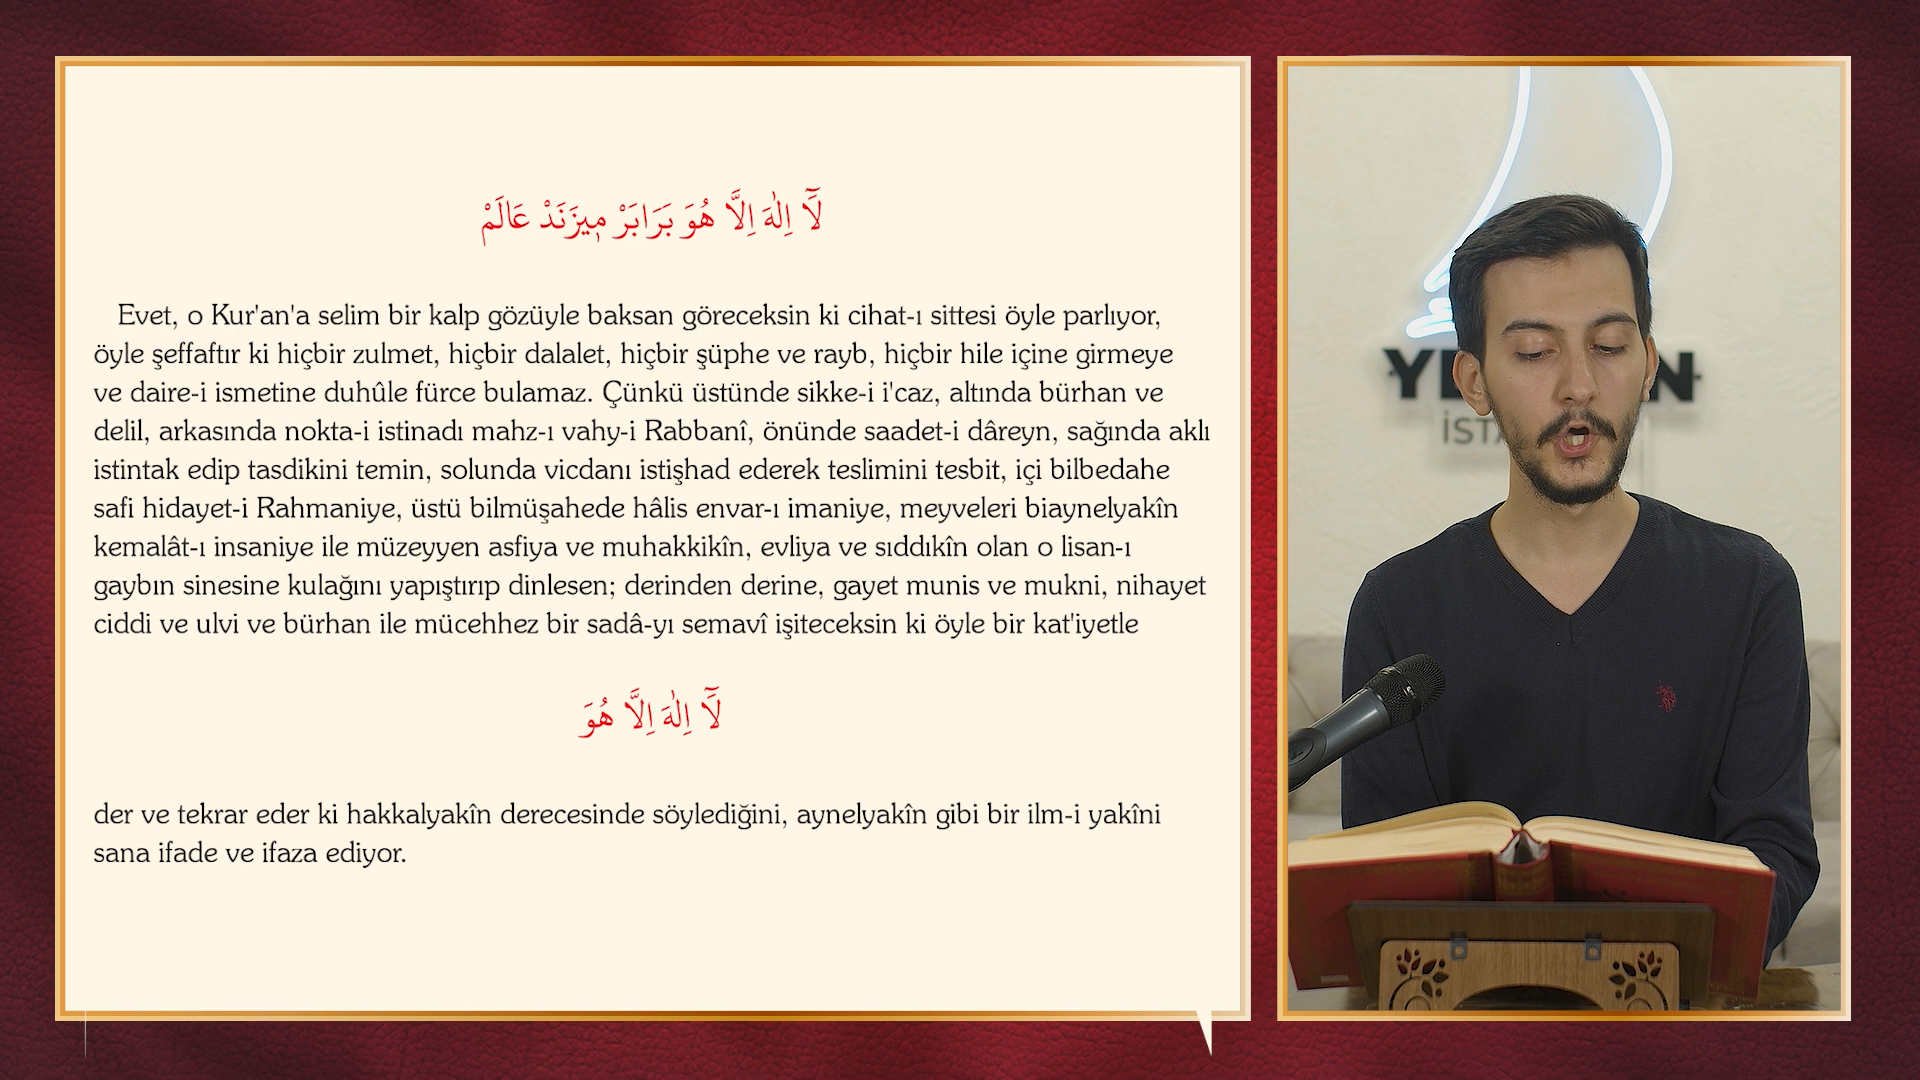 لَٓا اِلٰهَ اِلَّا هُوَ بَرَابَرْ مٖيزَنَدْ عَالَمْ
Evet, o Kur'an'a selim bir kalp gözüyle baksan göreceksin ki cihat-ı sittesi öyle parlıyor,
öyle şeffaftır ki hiçbir zulmet, hiçbir dalalet, hiçbir şüphe ve rayb, hiçbir hile içine girmeye
ve daire-i ismetine duhûle fürce bulamaz. Çünkü üstünde sikke-i i'caz, altında bürhan ve
delil, arkasında nokta-i istinadı mahz-ı vahy-i Rabbanî, önünde saadet-i dâreyn, sağında aklı
istintak edip tasdikini temin, solunda vicdanı istişhad ederek teslimini tesbit, içi bilbedahe
safi hidayet-i Rahmaniye, üstü bilmüşahede hâlis envar-ı imaniye, meyveleri biaynelyakîn
kemalât-ı insaniye ile müzeyyen asfiya ve muhakkikîn, evliya ve sıddıkîn olan o lisan-ı
gaybın sinesine kulağını yapıştırıp dinlesen; derinden derine, gayet munis ve mukni, nihayet
ciddi ve ulvi ve bürhan ile mücehhez bir sadâ-yı semavî işiteceksin ki öyle bir kat'iyetle
لَٓا اِلٰهَ اِلَّا هُوَ
der ve tekrar eder ki hakkalyakîn derecesinde söylediğini, aynelyakîn gibi bir ilm-i yakîni
sana ifade ve ifaza ediyor.